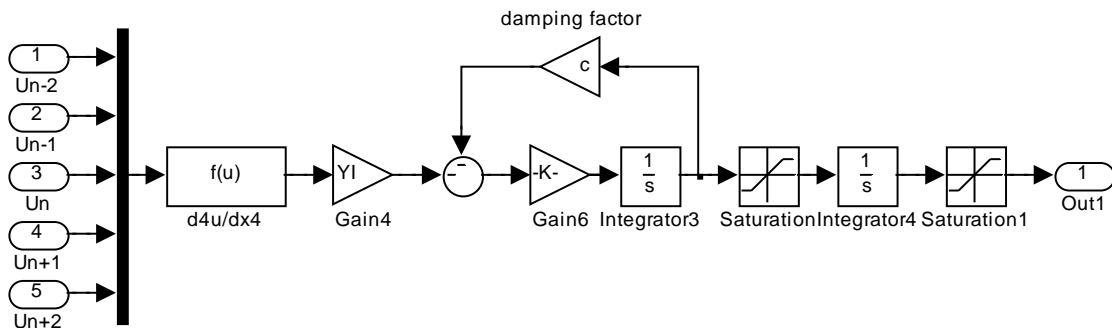 damping factor
c
1
Un-2
2
Un-1
3
Un
4
Un+1
5
Un+2
f(u)
d4u/dx4
YI
Gain4
-K-
Gain6
1
s
Integrator3
Saturation
1
s
Integrator4
Saturation1
1
Out1